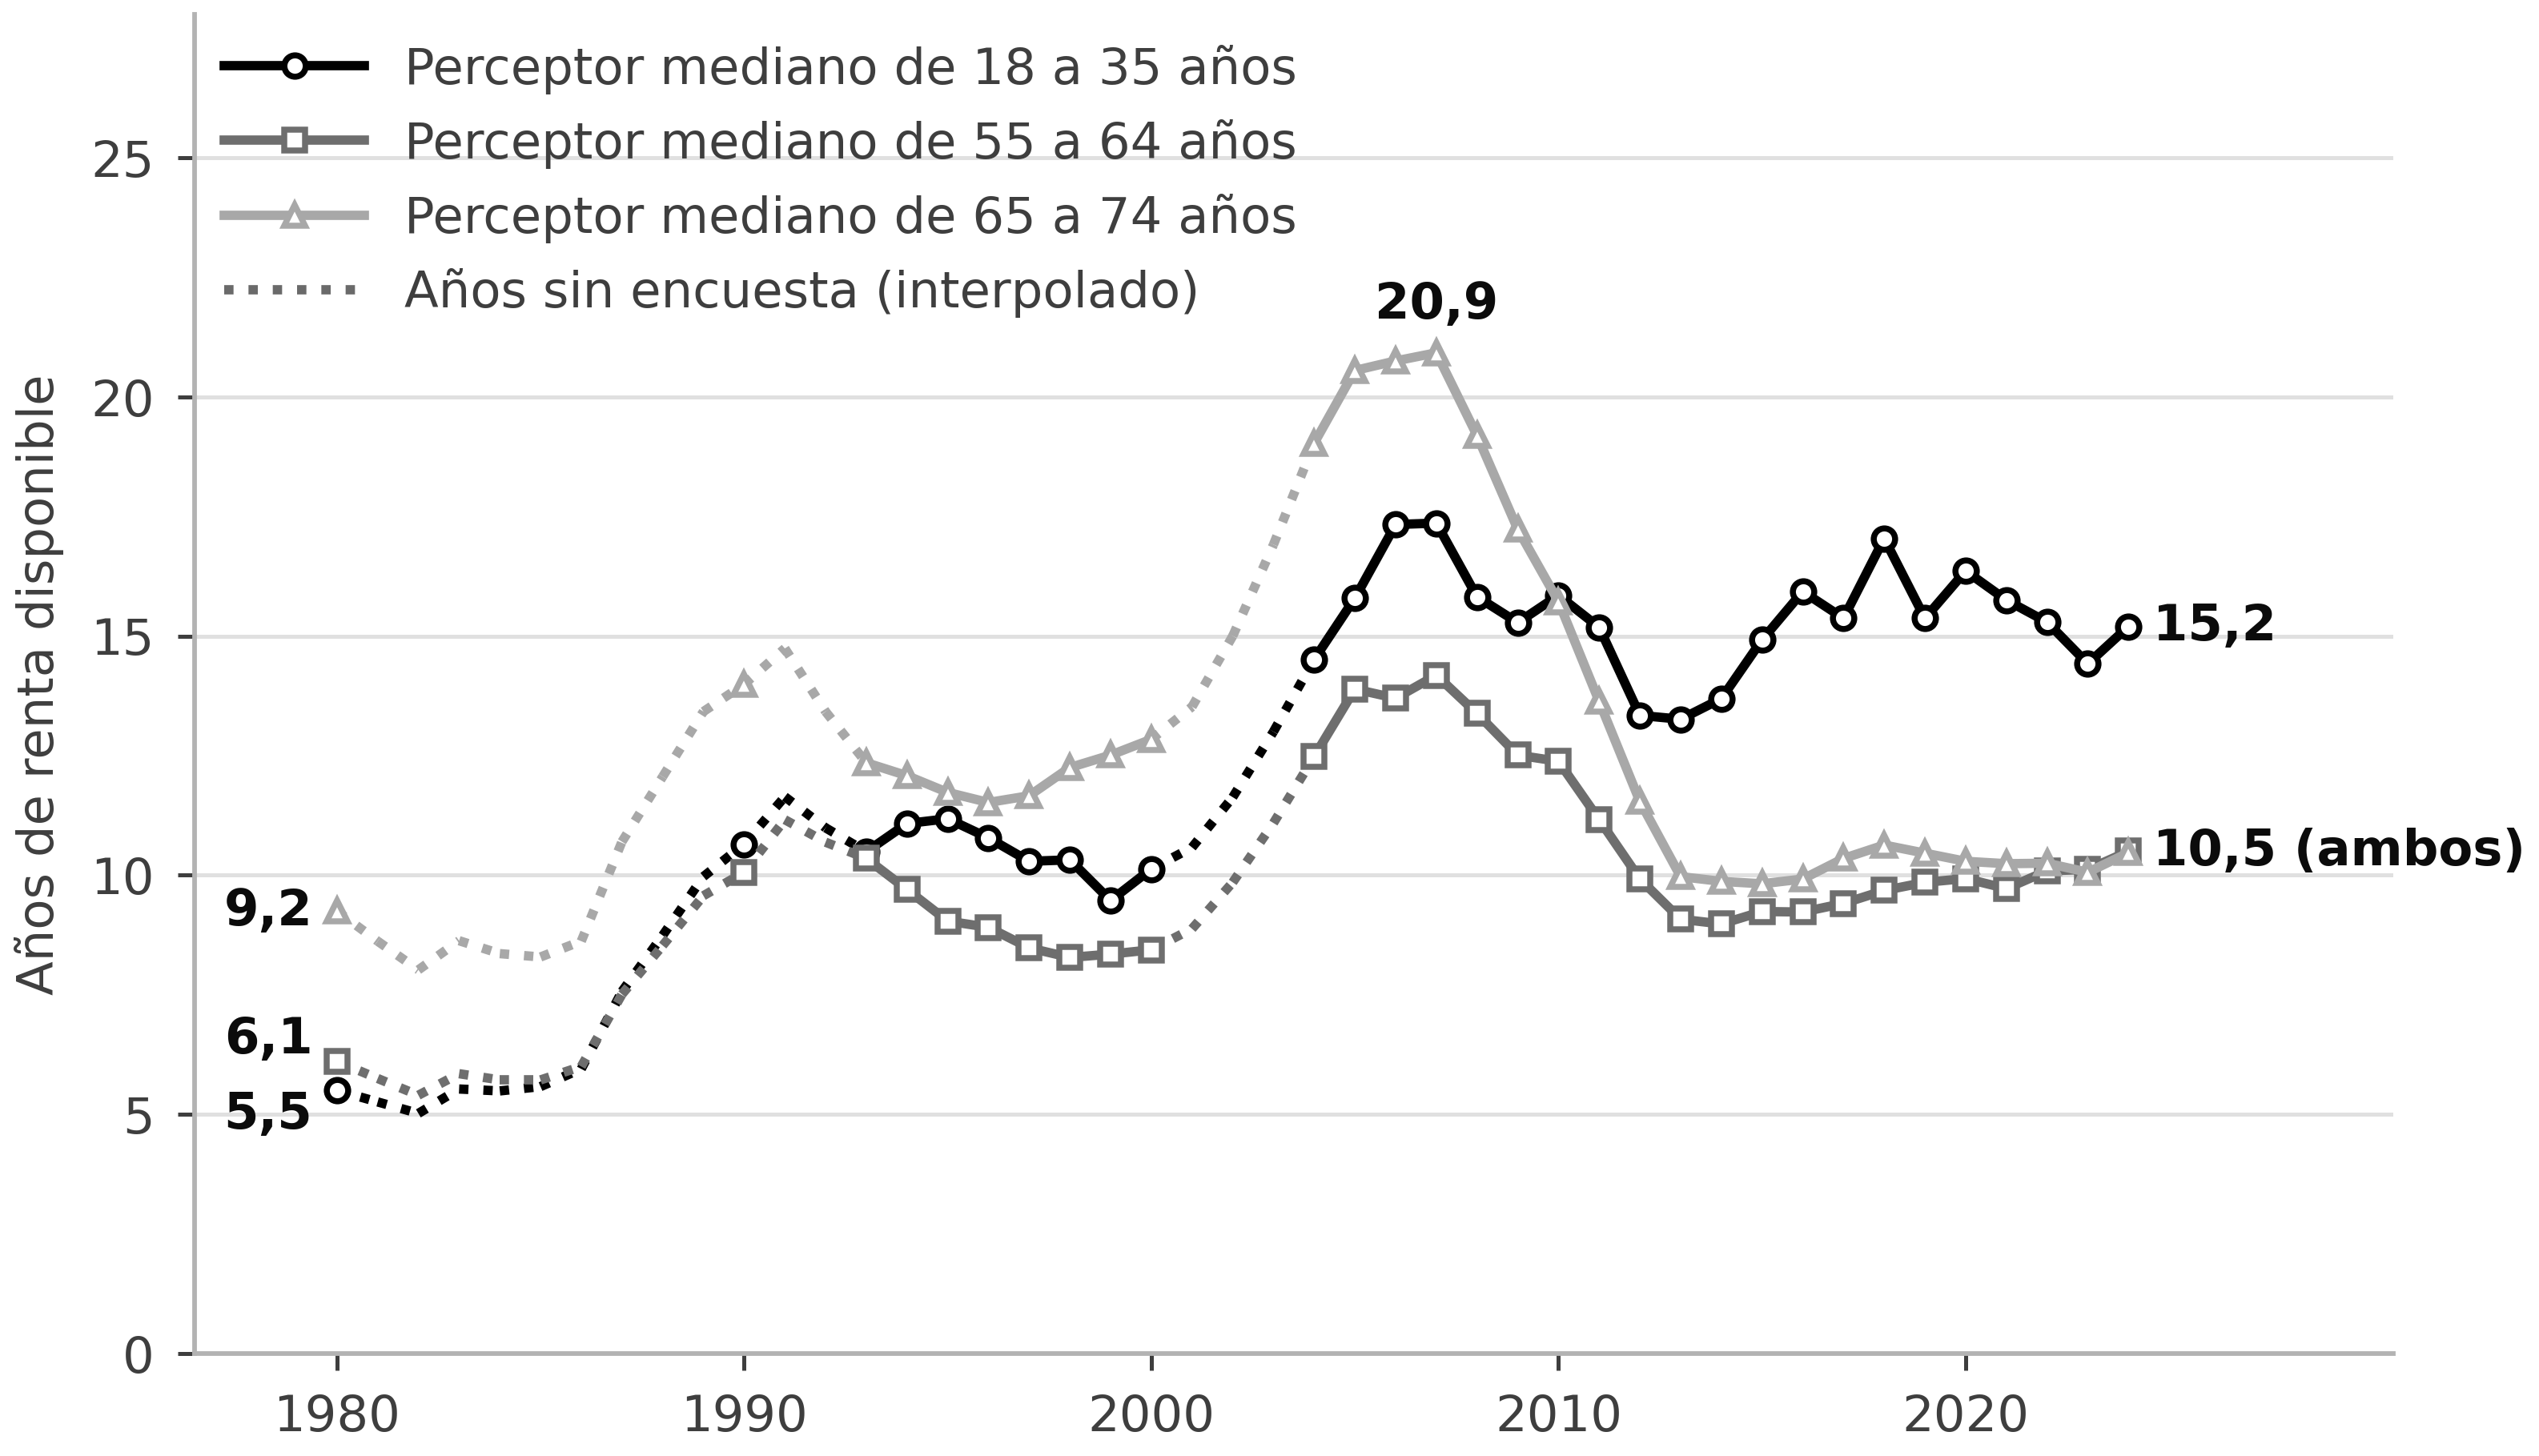 Perceptor mediano de 18 a 35 años
Perceptor mediano de 55 a 64 años
Perceptor mediano de 65 a 74 años
Años sin encuesta (interpolado)
Años de renta disponible
25
20
15
10
5
0
20,9
15,2
10,5 (ambos)
9,2
6,1
5,5
1980
1990
2000
2010
2020